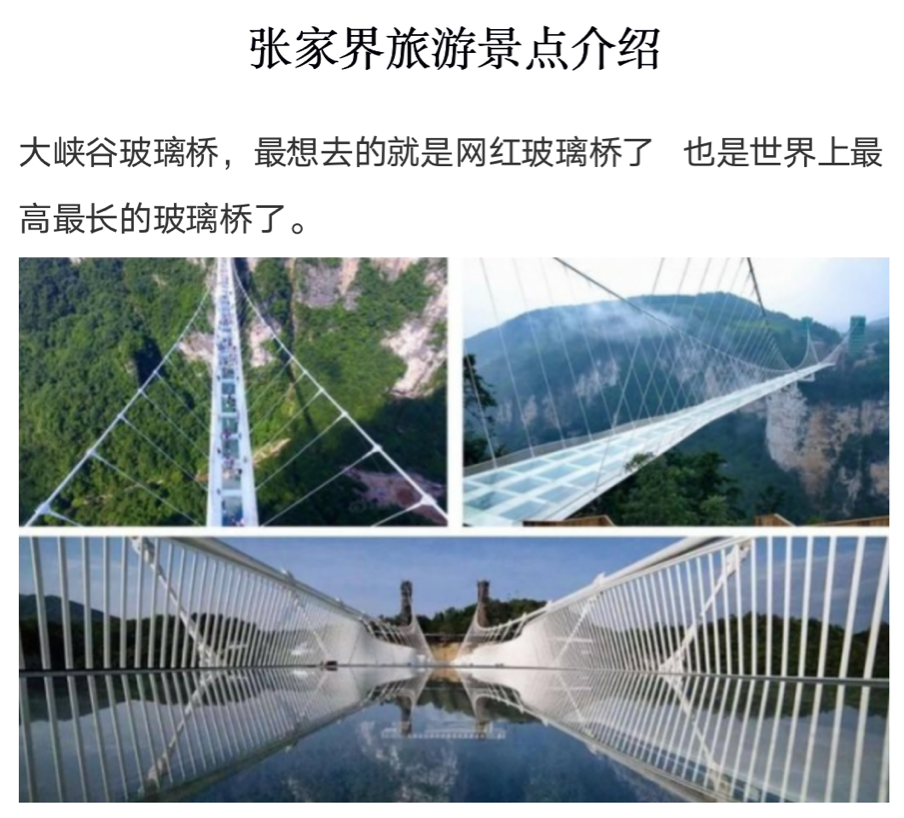 张家界旅游景点介绍
大峡谷玻璃桥，最想去的就是网红玻璃桥了 也是世界上最
高最长的玻璃桥了。